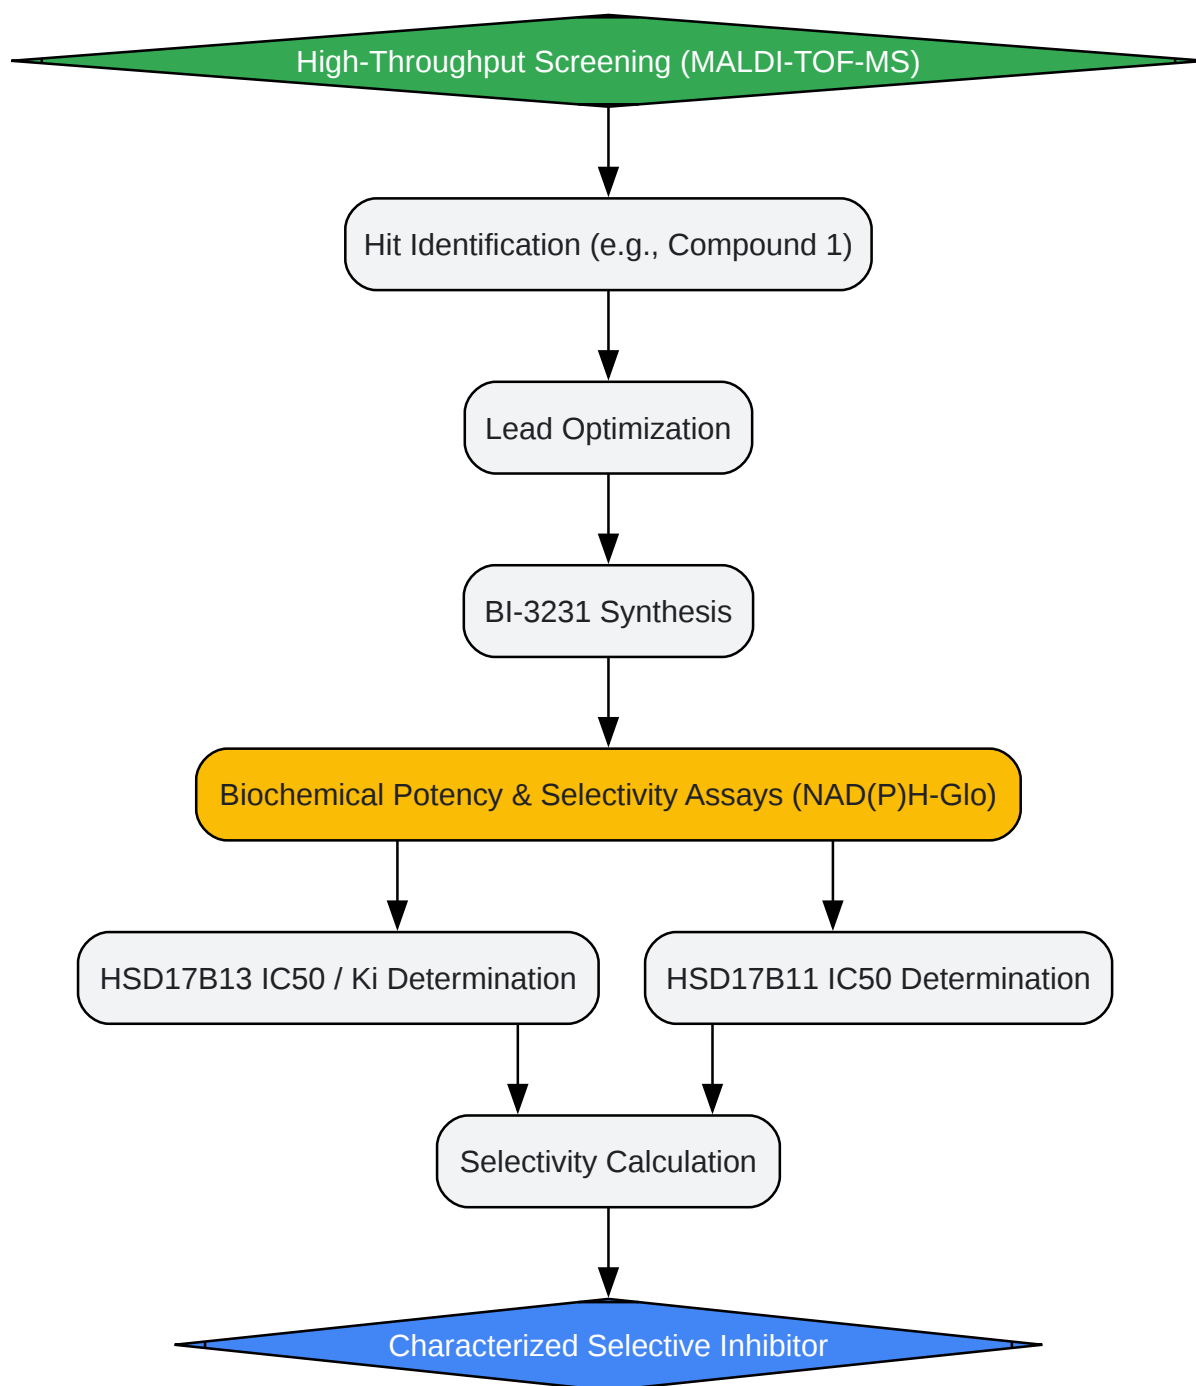 High-Throughput Screening (MALDI-TOF-MS)
Hit Identification (e.g., Compound 1)
Lead Optimization
BI-3231 Synthesis
Biochemical Potency & Selectivity Assays (NAD(P)H-Glo)
HSD17B13 IC50 / Ki Determination
HSD17B11 IC50 Determination
Selectivity Calculation
Characterized Selective Inhibitor